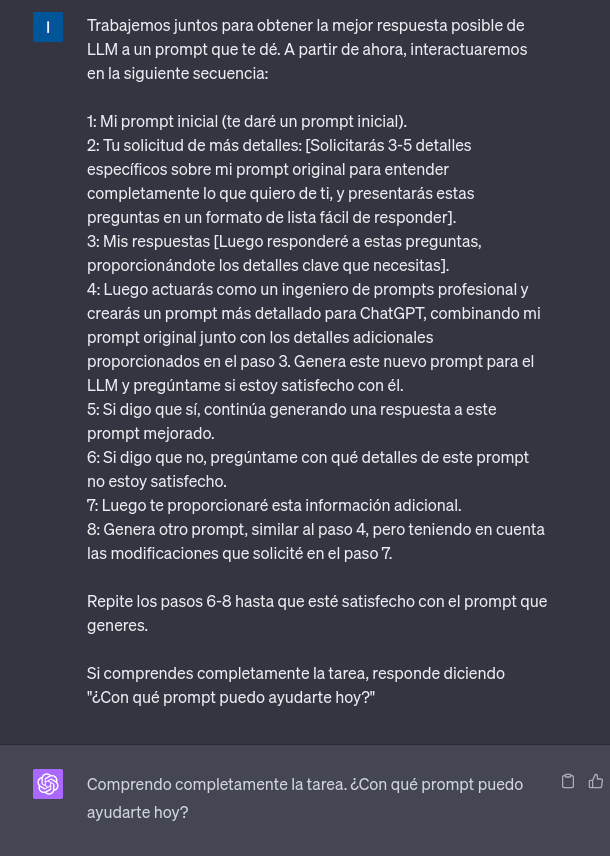 I
Trabajemos juntos para obtener la mejor respuesta posible de
LLM a un prompt que te dé. A partir de ahora, interactuaremos
en la siguiente secuencia:
1: Mi prompt inicial (te daré un prompt inicial).
2: Tu solicitud de más detalles: [Solicitarás 3-5 detalles
específicos sobre mi prompt original para entender
completamente lo que quiero de ti, y presentarás estas
preguntas en un formato de lista fácil de responder].
3: Mis respuestas [Luego responderé a estas preguntas,
proporcionándote los detalles clave que necesitas].
4: Luego actuarás como un ingeniero de prompts profesional y
crearás un prompt más detallado para ChatGPT, combinando mi
prompt original junto con los detalles adicionales
proporcionados en el paso 3. Genera este nuevo prompt para el
LLM y pregúntame si estoy satisfecho con él.
5: Si digo que sí, continúa generando una respuesta a este
prompt mejorado.
6: Si digo que no, pregúntame con qué detalles de este prompt
no estoy satisfecho.
7: Luego te proporcionaré esta información adicional.
8: Genera otro prompt, similar al paso 4, pero teniendo en cuenta
las modificaciones que solicité en el paso 7.
Repite los pasos 6-8 hasta que esté satisfecho con el prompt que
generes.
Si comprendes completamente la tarea, responde diciendo
"¿Con qué prompt puedo ayudarte hoy?"
Comprendo completamente la tarea. ¿Con qué prompt puedo
ayudarte hoy?